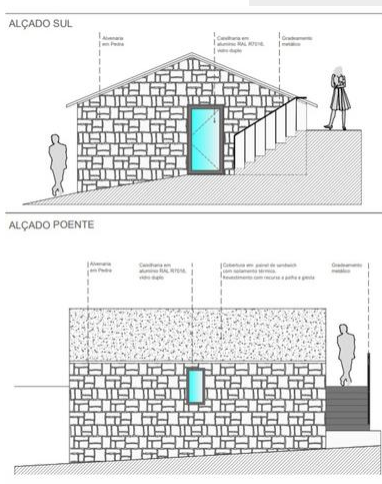 ALÇADO SUL
Alvenaria
em Pedra
Caixilharia em
alumínio RAL R7016,
vidro duplo
Gradeamento
metálico
ALÇADO POENTE
Alvenaria
em Pedra
Caixilharia em
alumínio RAL R7016,
vidro duplo
Cobertura em: painel de sandwich
com isolamento térmico.
Revestimento com recurso a palha e giesta
Gradeamento
metálico